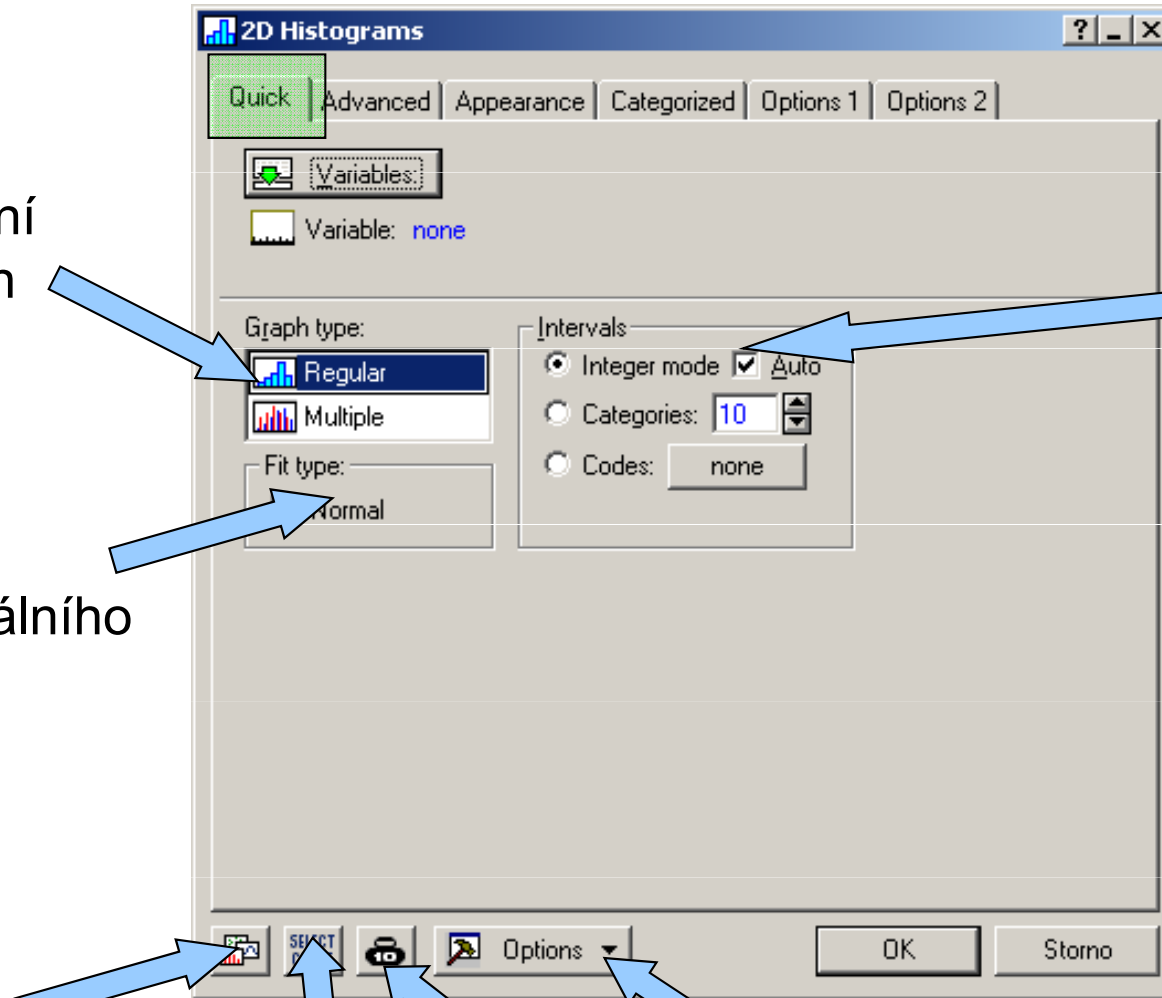 2D Histograms
Quick Advanced Appearance Categorized Options 1 Options 2
Variables:
Variable: none
ní
Graph type:
Intervals
Regular
Integer mode Auto
Multiple
Categories: 10
Fit type:
Codes: none
Normal
álního
SELECT
10
Options
OK
Storno